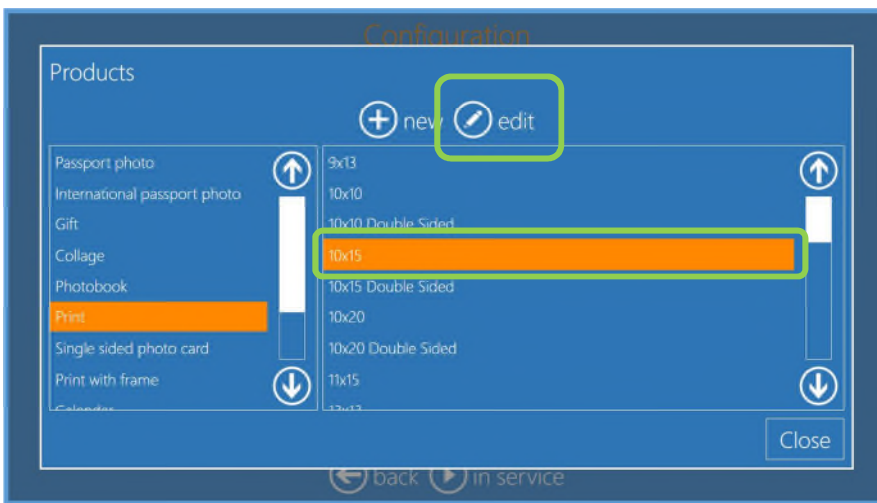 Configuration
Products
new edit
Passport photo
International passport photo
Gift
Collage
Photobook
Print
Single sided photo card
Print with frame
Calender
9x13
10x10
10x10 Double Sided
10x15
10x15 Double Sided
10x20
10x20 Double Sided
11x15
13x13
Close
back in service